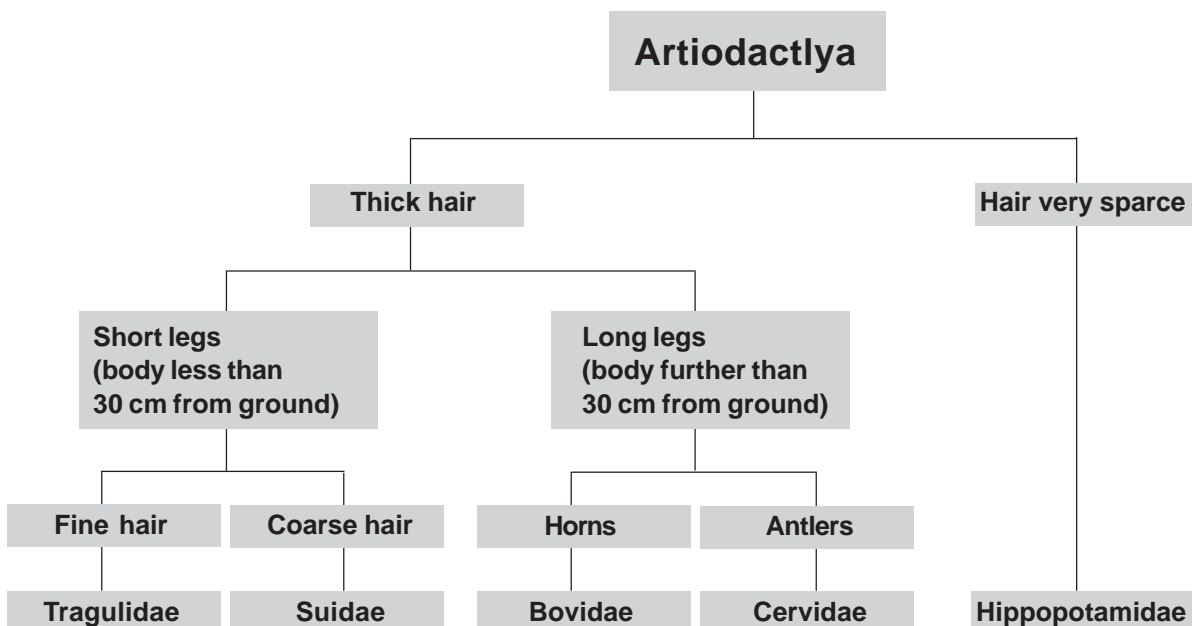 Artiodactlya
Thick hair
Hair very sparce
Short legs
(body less than
30 cm from ground)
Long legs
(body further than
30 cm from ground)
Fine hair
Coarse hair
Horns
Antlers
Tragulidae
Suidae
Bovidae
Cervidae
Hippopotamidae